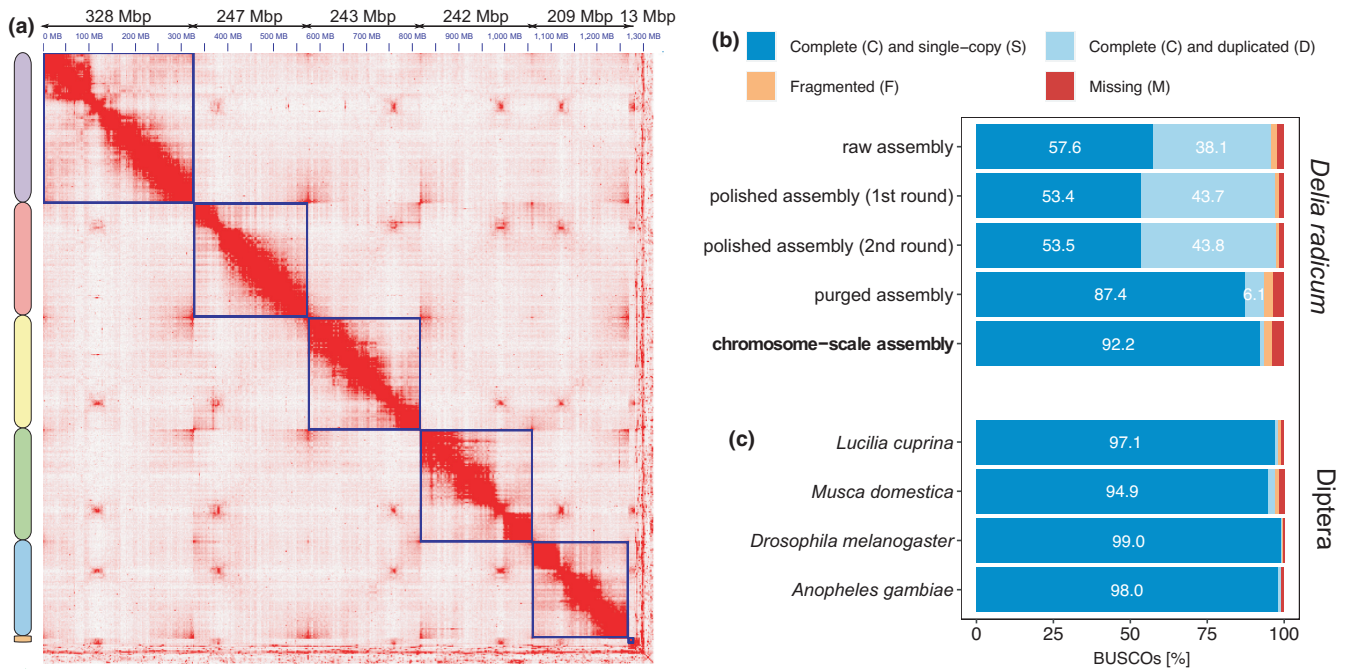 (a)
328 Mbp 247 Mbp 243 Mbp 242 Mbp 209 Mbp 13 Mbp
0 MB 100 MB 200 MB 300 MB 400 MB 500 MB 600 MB 700 MB 800 MB 900 MB 1,000 MB 1,100 MB 1,200 MB 1,300 MB
(b)
Complete (C) and single−copy (S) Complete (C) and duplicated (D)
Fragmented (F) Missing (M)
raw assembly 57.6 38.1
polished assembly (1st round) 53.4 43.7
polished assembly (2nd round) 53.5 43.8
purged assembly 87.4 6.1
chromosome−scale assembly 92.2
Delia radicum
(c)
Lucilia cuprina 97.1
Musca domestica 94.9
Drosophila melanogaster 99.0
Anopheles gambiae 98.0
Diptera
0 25 50 75 100
BUSCOs [%]